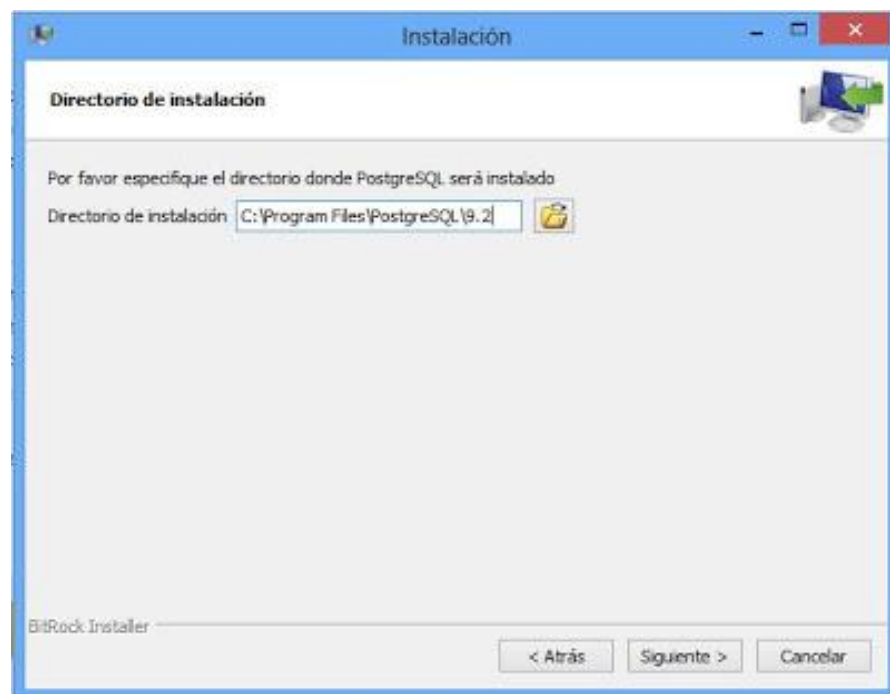 Instalación
Directorio de instalación
Por favor especifique el directorio donde PostgreSQL será instalado
Directorio de instalación C:\Program Files\PostgreSQL\9.2
BitRock Installer
< Atrás Siguiente > Cancelar